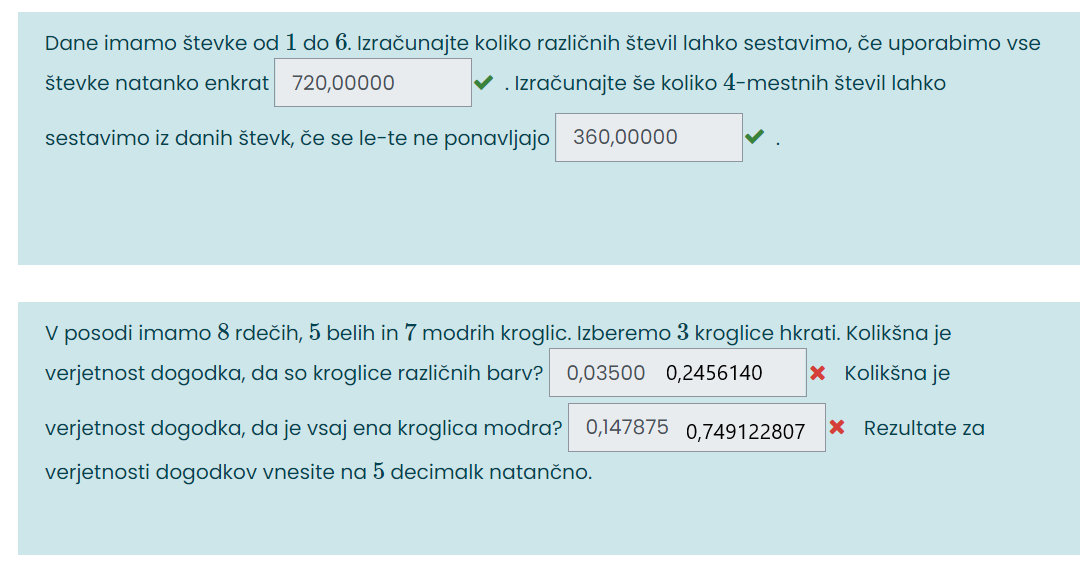 Dane imamo števke od 1 do 6. Izračunajte koliko različnih števil lahko sestavimo, če uporabimo vse
števke natanko enkrat 720,00000 . Izračunajte še koliko 4-mestnih števil lahko
sestavimo iz danih števk, če se le-te ne ponavljajo 360,00000 .
V posodi imamo 8 rdečih, 5 belih in 7 modrih kroglic. Izberemo 3 kroglice hkrati. Kolikšna je
verjetnost dogodka, da so kroglice različnih barv? 0,03500 0,2456140 Kolikšna je
verjetnost dogodka, da je vsaj ena kroglica modra? 0,147875 0,749122807 Rezultate za
verjetnosti dogodkov vnesite na 5 decimalk natančno.